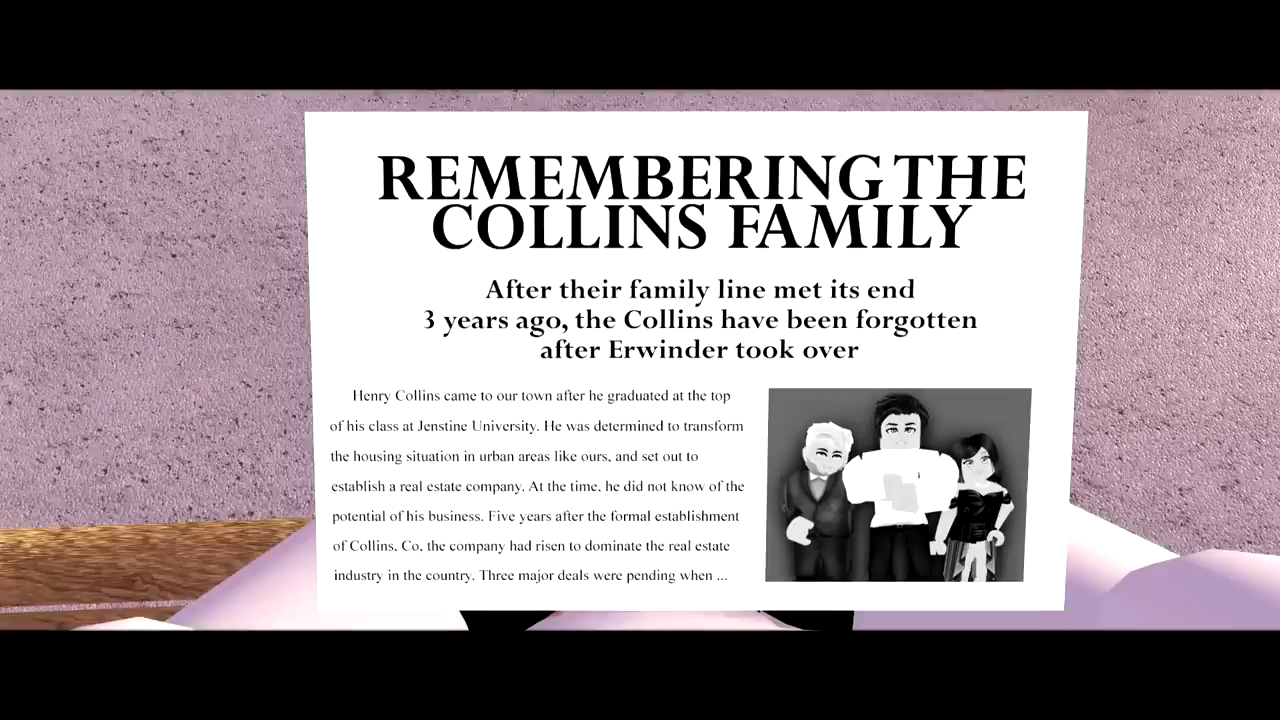 REMEMBERING THE
COLLINS FAMILY
After their family line met its end
3 years ago, the Collins have been forgotten
after Erwinder took over
Henry Collins came to our town after he graduated at the top
of his class at Jenstine University. He was determined to transform
the housing situation in urban areas like ours, and set out to
establish a real estate company. At the time, he did not know of the
potential of his business. Five years after the formal establishment
of Collins, Co, the company had risen to dominate the real estate
industry in the country. Three major deals were pending when ...